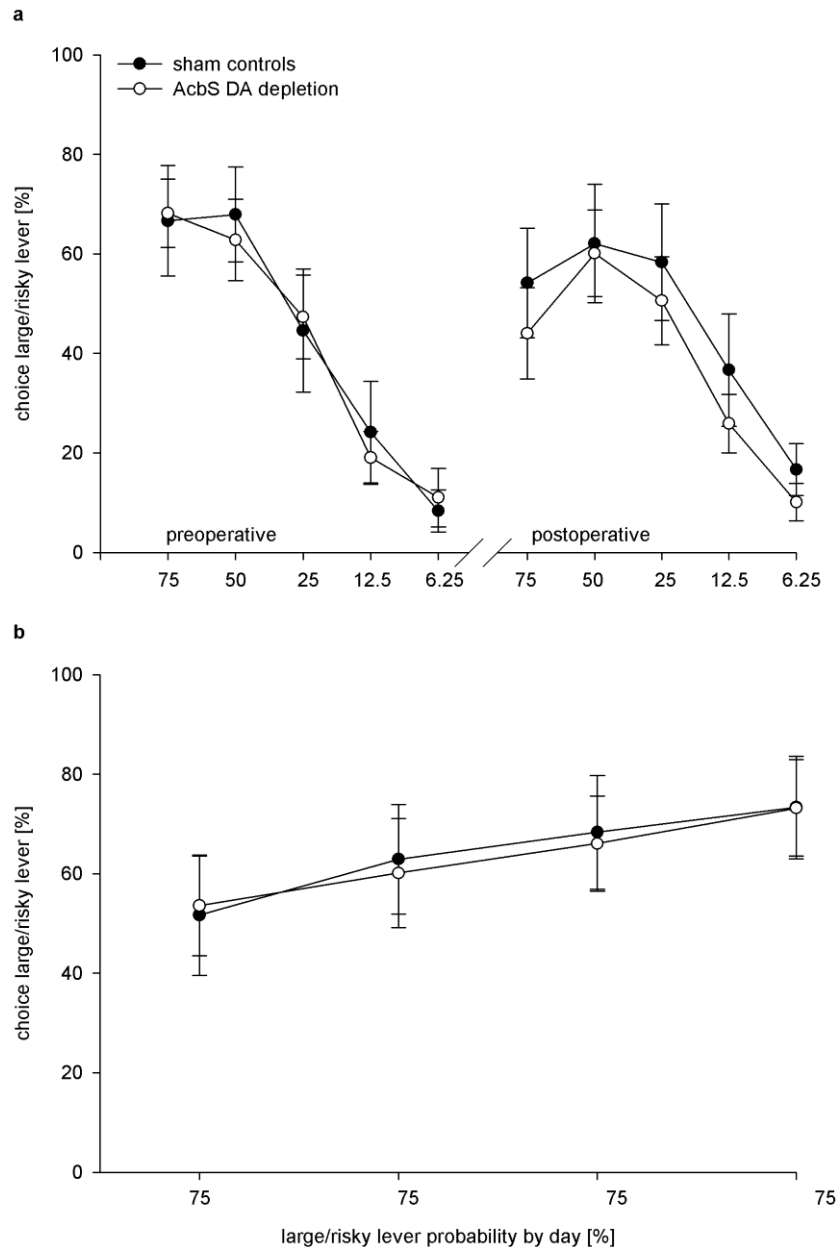 a
100
80
60
40
20
0
choice large/risky lever [%]
sham controls
AcbS DA depletion
preoperative
postoperative
75 50 25 12.5 6.25 75 50 25 12.5 6.25
b
100
80
60
40
20
0
choice large/risky lever [%]
75 75 75 75
large/risky lever probability by day [%]